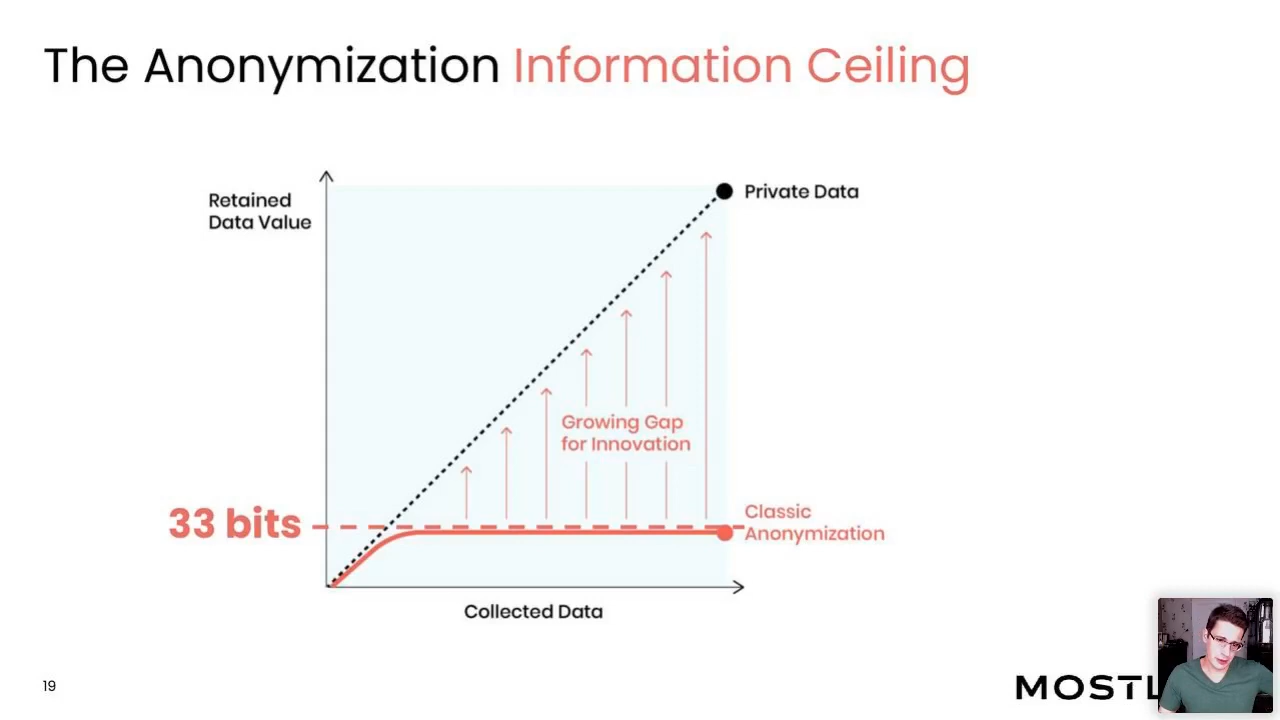 The Anonymization Information Ceiling
Retained
Data Value
Private Data
Growing Gap
for Innovation
33 bits
Classic
Anonymization
Collected Data
19